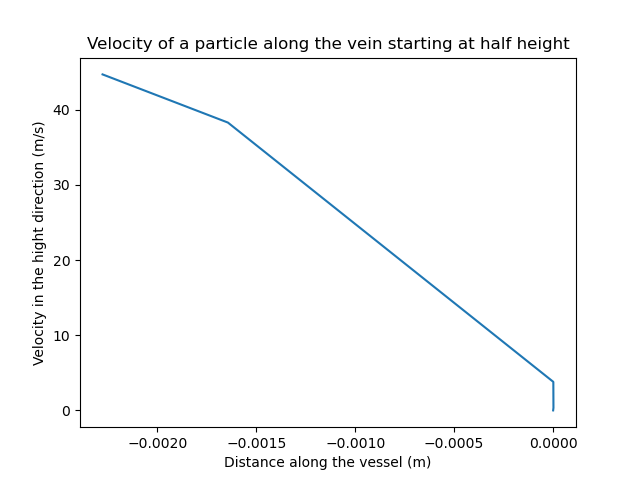 Velocity of a particle along the vein starting at half height
Velocity in the hight direction (m/s)
40
30
20
10
0
−0.0020 −0.0015 −0.0010 −0.0005 0.0000
Distance along the vessel (m)